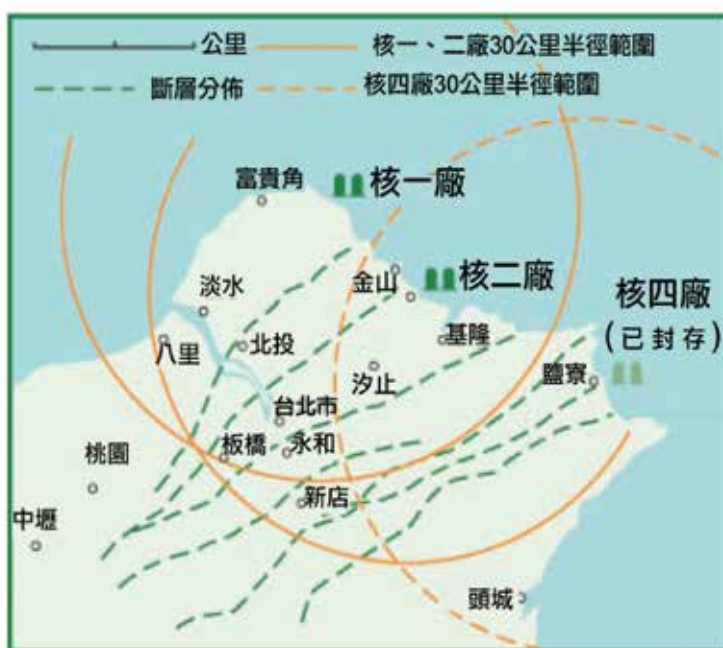 公里
核一、二廠30公里半徑範圍
斷層分佈
核四廠30公里半徑範圍
富貴角
核一廠
金山
核二廠
淡水
核四廠
(已封存)
八里
北投
基隆
汐止
鹽寮
台北市
板橋
永和
桃園
新店
中壢
頭城